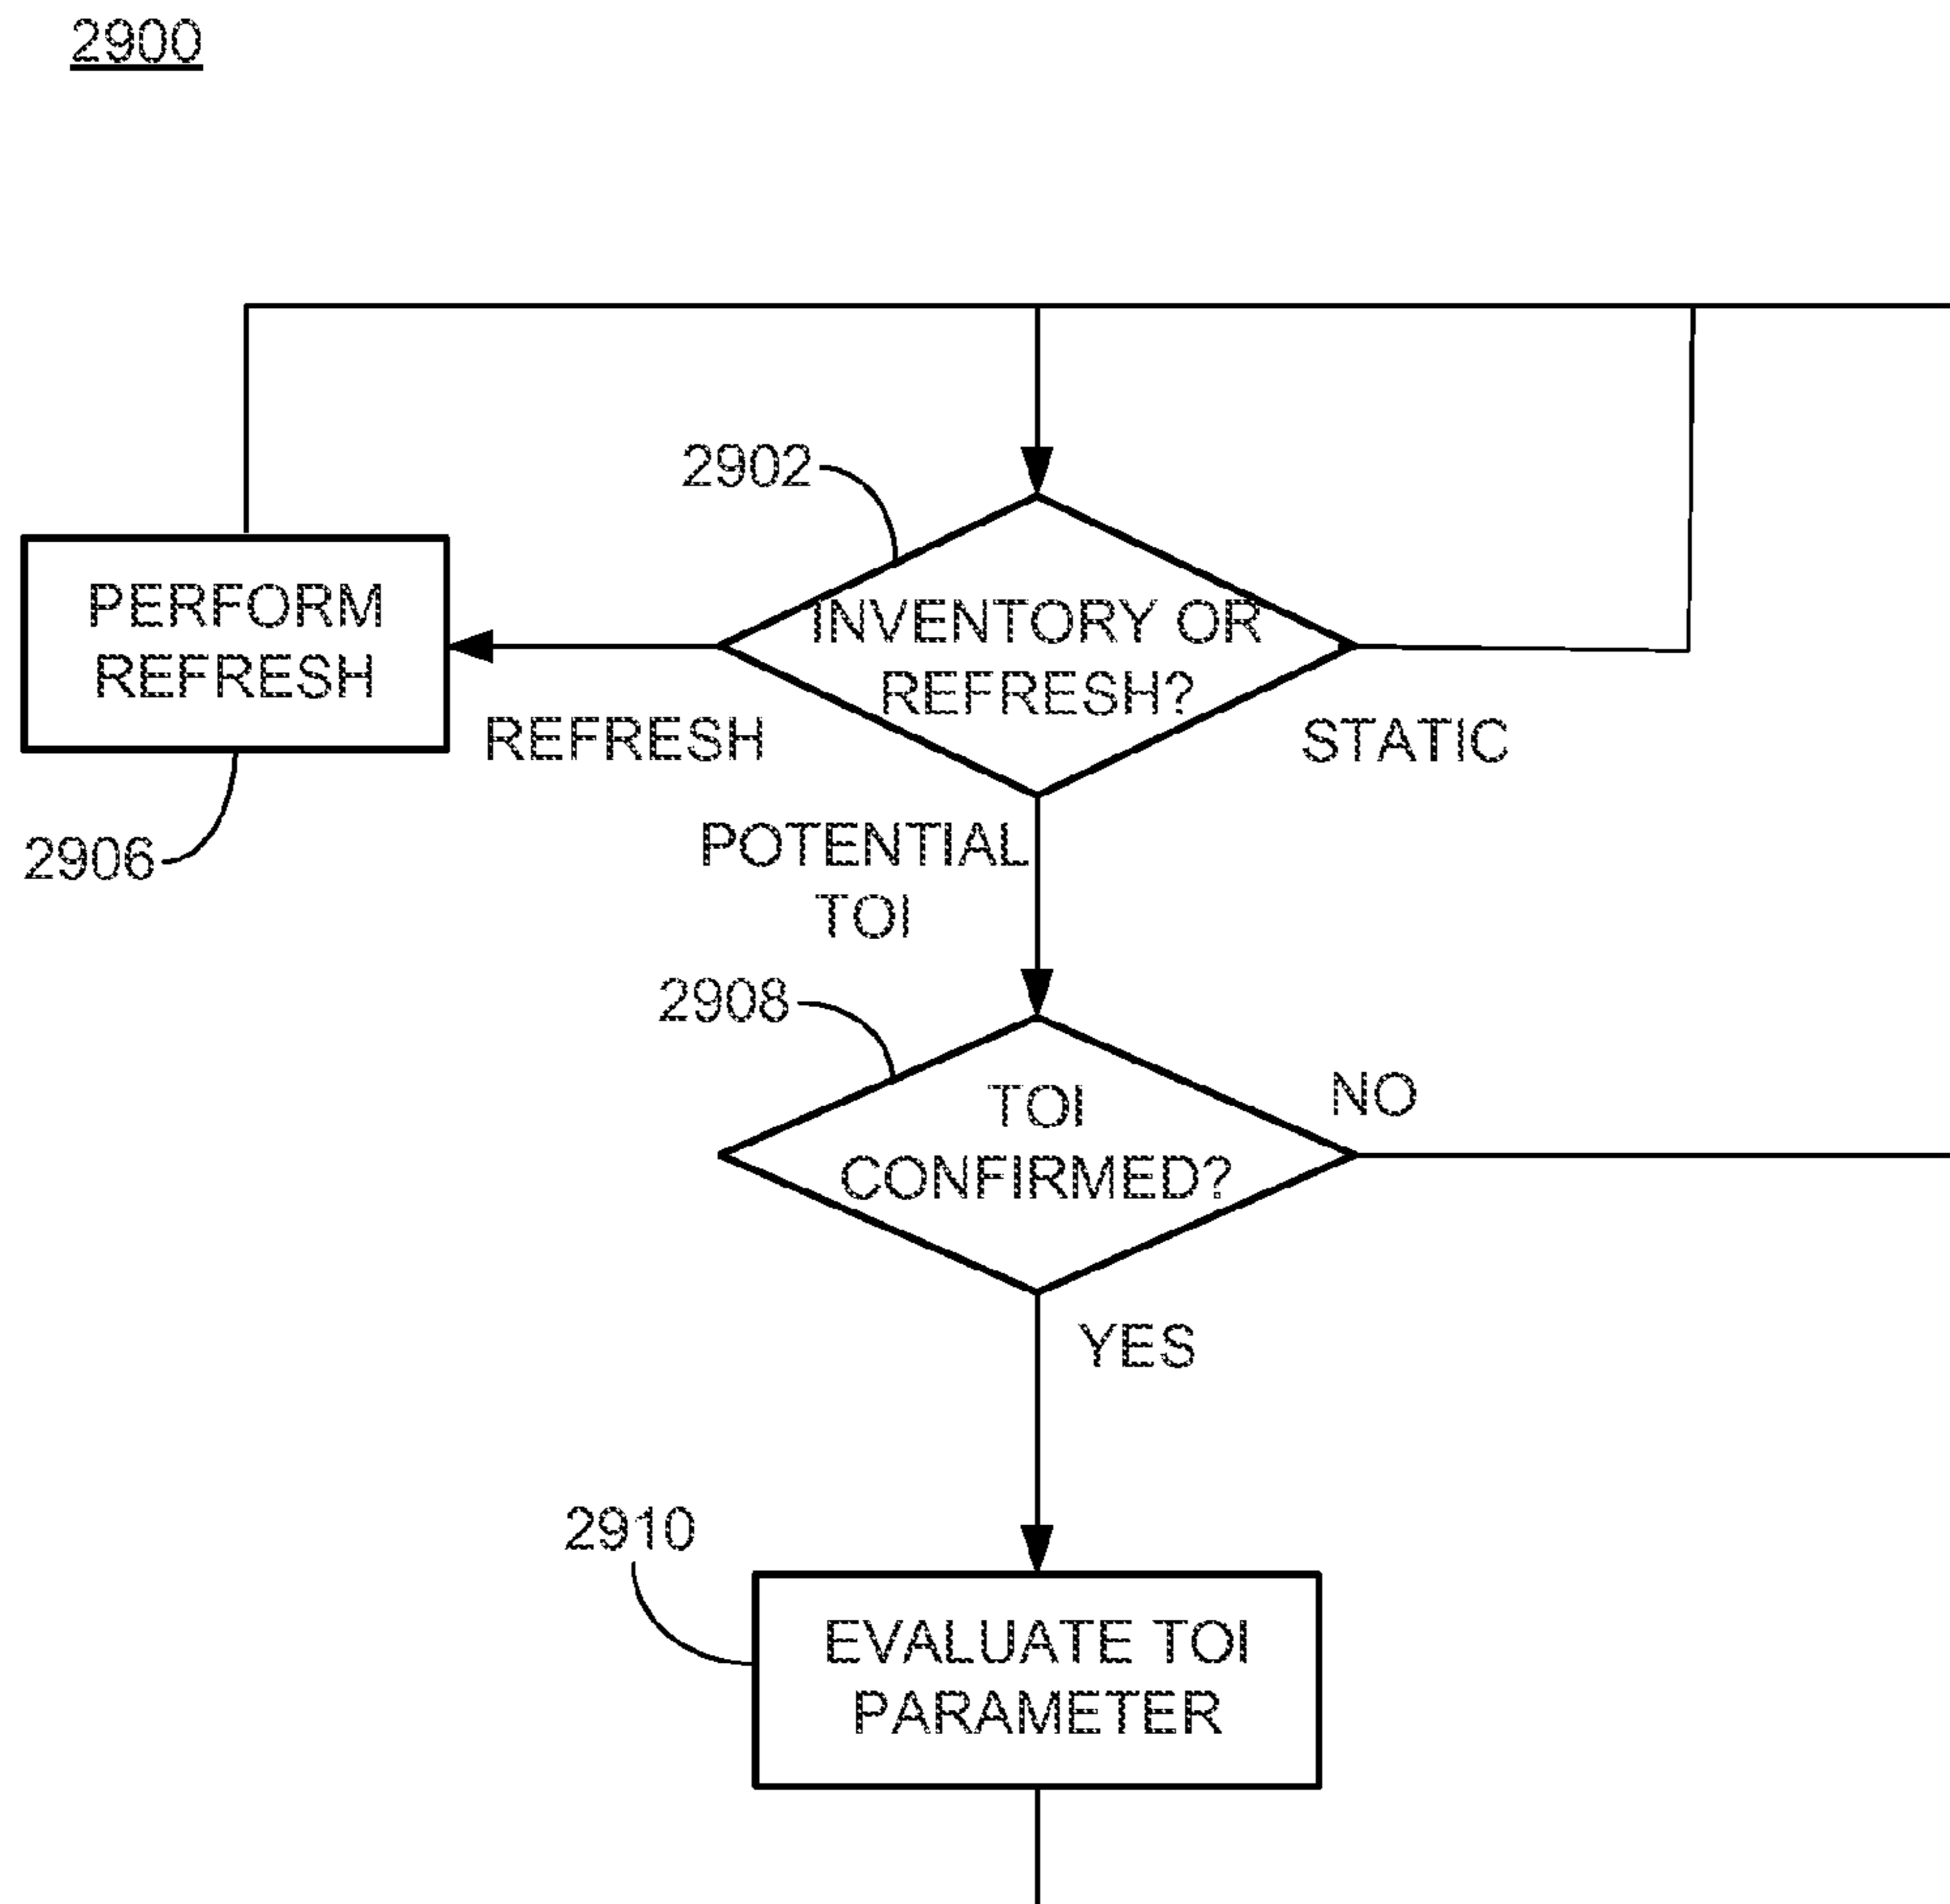 2900
2902
INVENTORY OR
REFRESH?
PERFORM
REFRESH
REFRESH
STATIC
2906
POTENTIAL
TOI
2908
TOI
CONFIRMED?
NO
YES
2910
EVALUATE TOI
PARAMETER